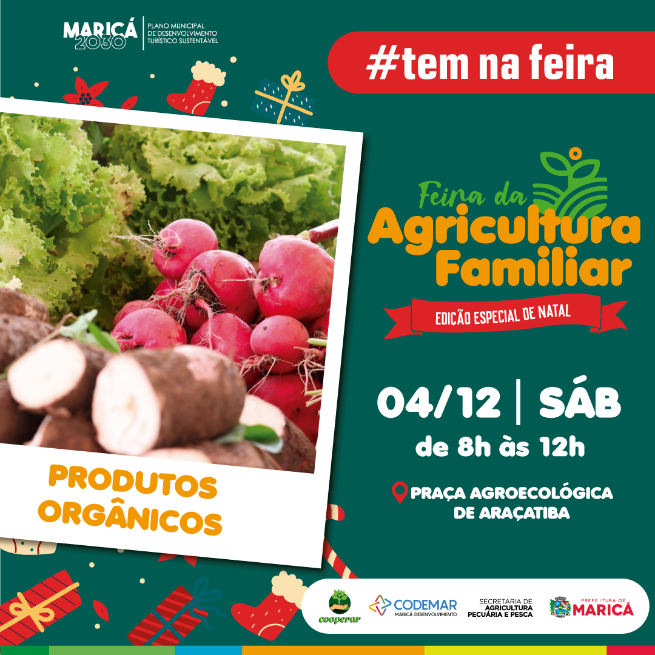 MARICÁ
2030
PLANO MUNICIPAL
DE DESENVOLVIMENTO
TURÍSTICO SUSTENTÁVEL
#tem na feira
Feira da
Agricultura
Familiar
EDIÇÃO ESPECIAL DE NATAL
04/12 | SÁB
de 8h às 12h
PRAÇA AGROECOLÓGICA
DE ARAÇATIBA
PRODUTOS
ORGÂNICOS
cooperar
CODEMAR
MARICÁ DESENVOLVIMENTO
SECRETARIA DE
AGRICULTURA
PECUÁRIA E PESCA
PREFEITURA DE
MARICÁ